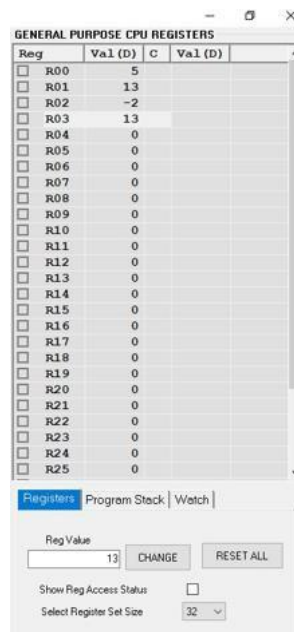 GENERAL PURPOSE CPU REGISTERS
Reg Val (D) C Val (D)
R00 5
R01 13
R02 -2
R03 13
R04 0
R05 0
R06 0
R07 0
R08 0
R09 0
R10 0
R11 0
R12 0
R13 0
R14 0
R15 0
R16 0
R17 0
R18 0
R19 0
R20 0
R21 0
R22 0
R23 0
R24 0
R25 0
Registers Program Stack Watch
Reg Value
13 CHANGE RESET ALL
Show Reg Access Status
Select Register Set Size 32